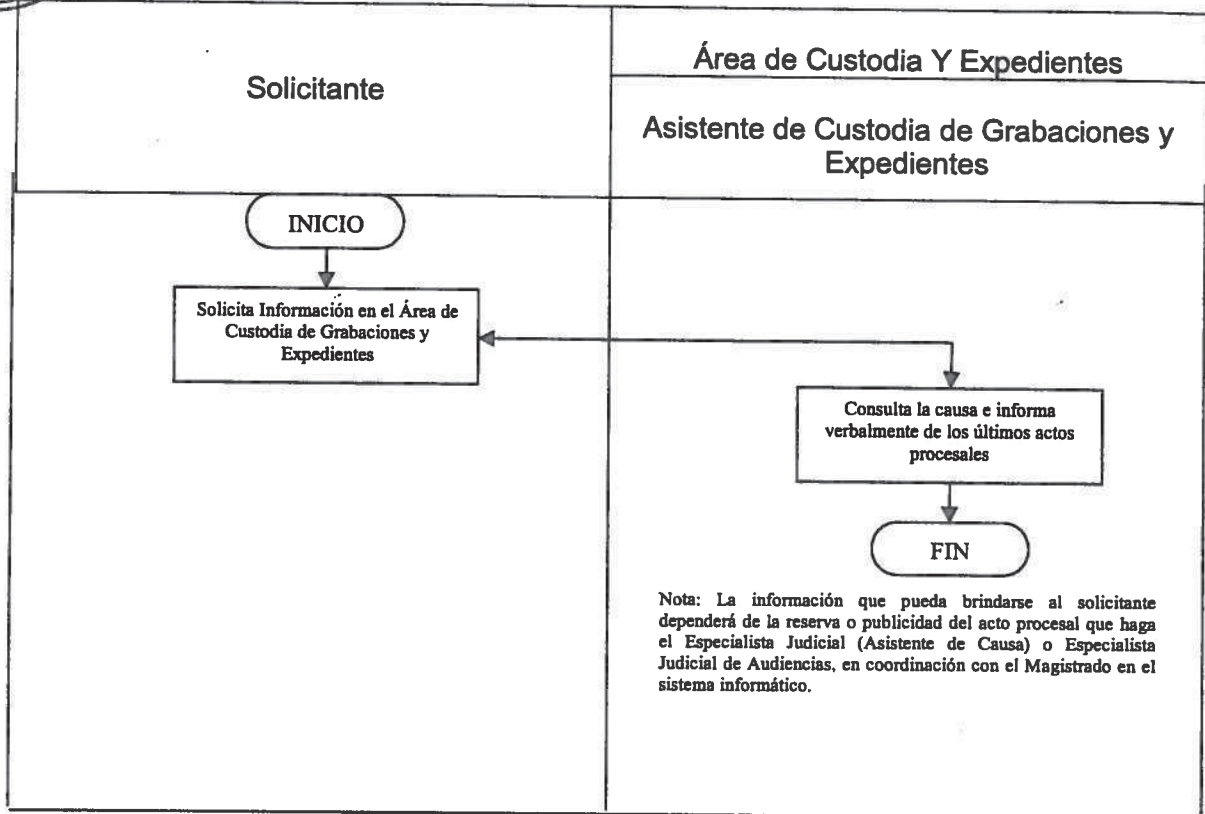 Solicitante
Área de Custodia Y Expedientes
Asistente de Custodia de Grabaciones y
Expedientes
INICIO
Solicita Información en el Área de
Custodia de Grabaciones y
Expedientes
Consulta la causa e informa
verbalmente de los últimos actos
procesales
FIN
Nota: La información que pueda brindarse al solicitante
dependerá de la reserva o publicidad del acto procesal que haga
el Especialista Judicial (Asistente de Causa) o Especialista
Judicial de Audiencias, en coordinación con el Magistrado en el
sistema informático.